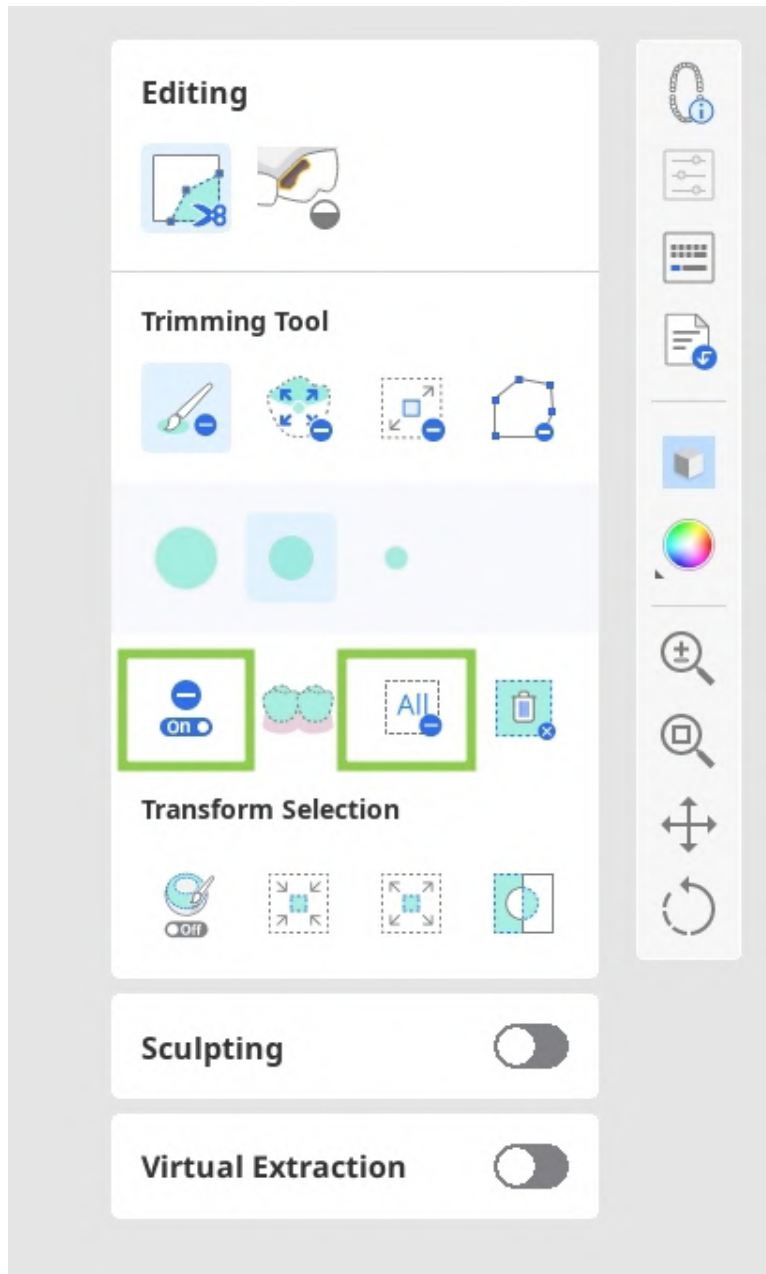 Editing
Trimming Tool
On
All
Transform Selection
Off
Sculpting
Virtual Extraction